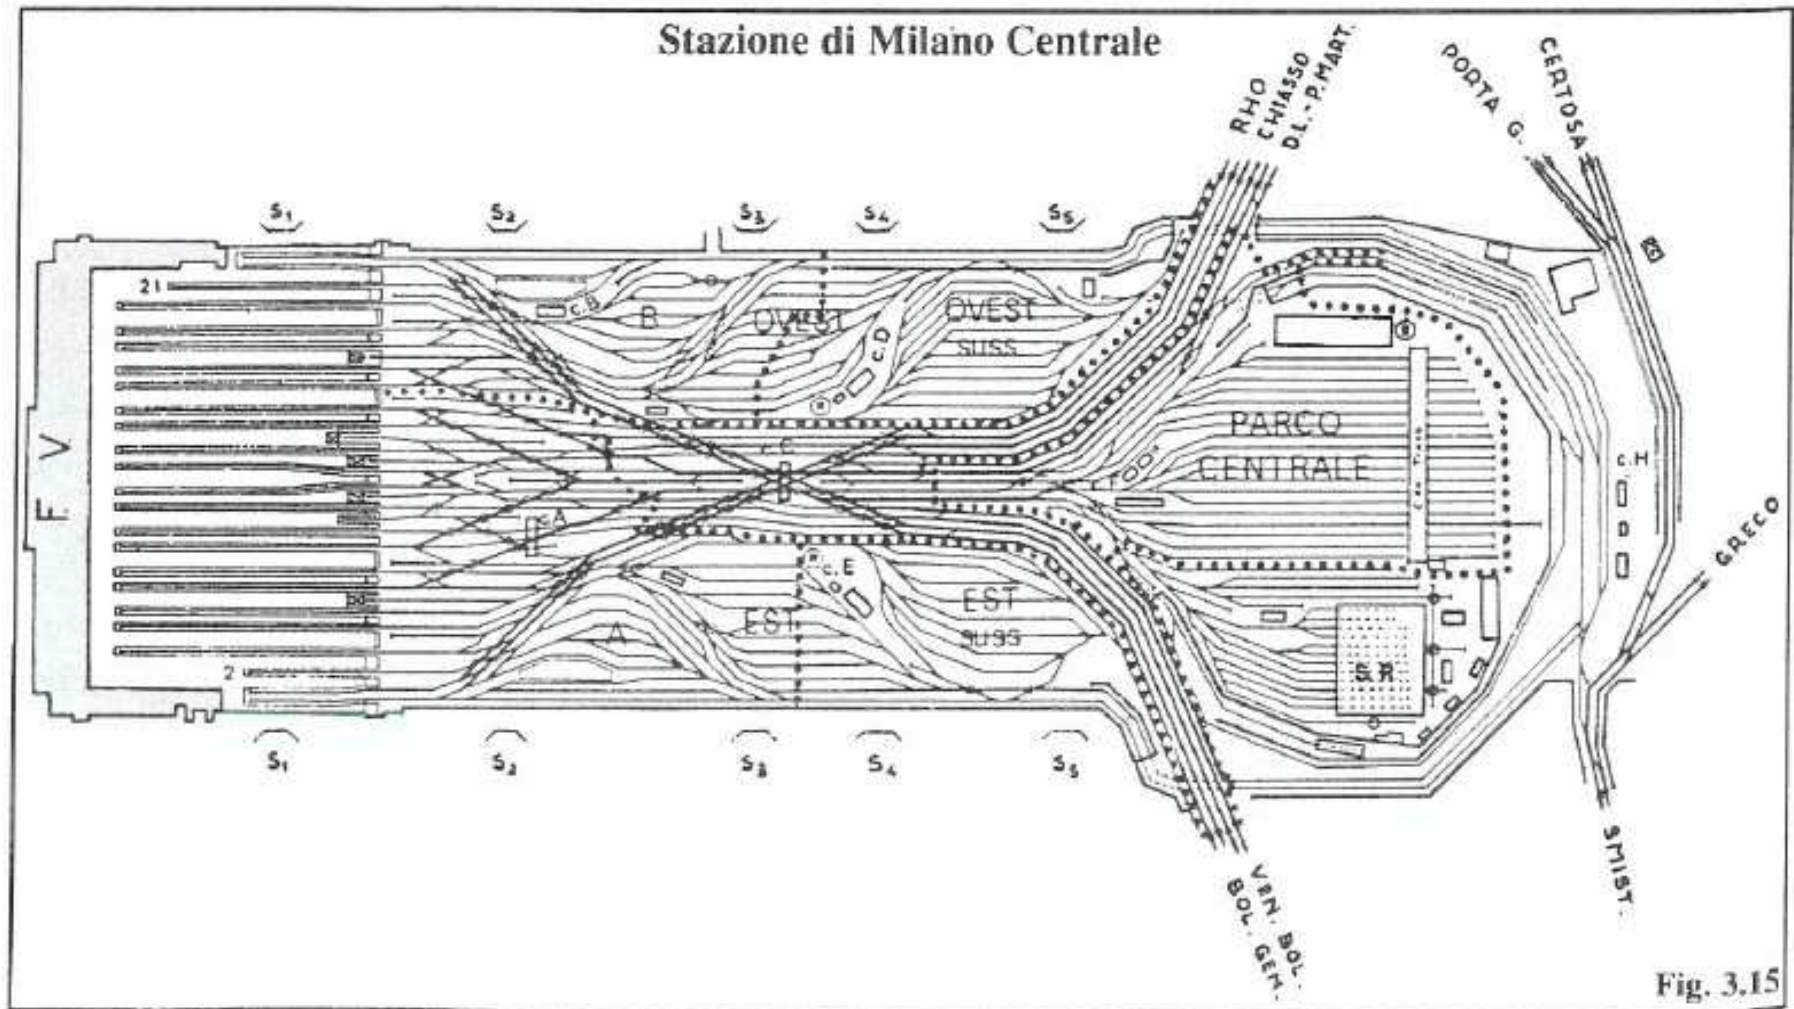 Stazione di Milano Centrale
RHO
CHIASSO
D.L.-P.MART.
PORTA G.
CERTOSA
S1
S2
S3
S4
S5
21
C.B
B
OVEST
C.D
OVEST
SUSS.
PARCO
CENTRALE
F. V.
C.C
C.A
C.H
GRECO
C.E
EST
A
EST
SUSS
S.R
2
S1
S2
S3
S4
S5
SMIST.
VEN. BOL.
BOL. GEM.
Fig. 3.15